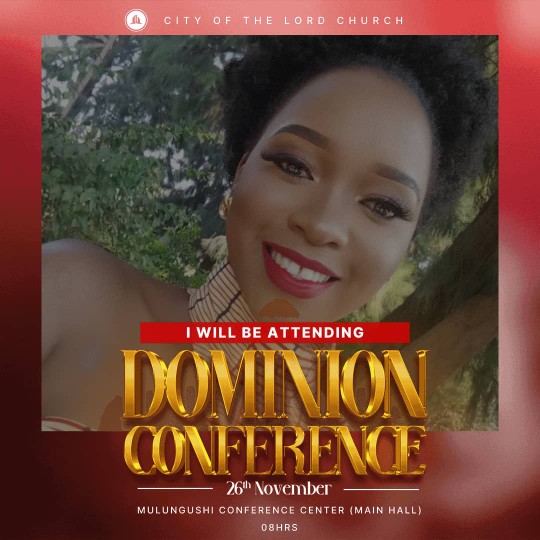 CITY OF THE LORD CHURCH
I WILL BE ATTENDING
DOMINION
CONFERENCE
26th November
MULUNGUSHI CONFERENCE CENTER (MAIN HALL)
08HRS